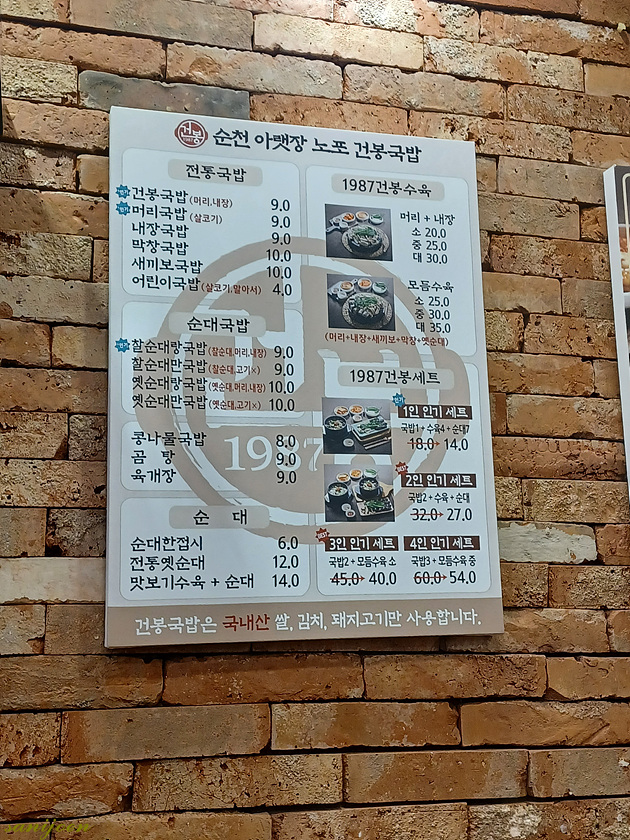 건봉 순천 아랫장 노포 건봉국밥
전통국밥
건봉국밥 (머리,내장) 9.0
머리국밥 (살코기) 9.0
내장국밥 9.0
막창국밥 10.0
새끼보국밥 10.0
어린이국밥 (살코기,말아서) 4.0
순대국밥
찰순대랑국밥 (찰순대,머리,내장) 9.0
찰순대만국밥 (찰순대,고기×) 9.0
옛순대랑국밥 (옛순대,머리,내장) 10.0
옛순대만국밥 (옛순대,고기×) 10.0
콩나물국밥 8.0
곰 탕 9.0
육개장 9.0
순 대
순대한접시 6.0
전통옛순대 12.0
맛보기수육 + 순대 14.0
1987건봉수육
머리 + 내장
소 20.0
중 25.0
대 30.0
모듬수육
소 25.0
중 30.0
대 35.0
(머리+내장+새끼보+막창+옛순대)
1987건봉세트
1인 인기 세트
국밥1 + 수육4 + 순대7
18.0→ 14.0
2인 인기 세트
국밥2 + 수육 + 순대
32.0→ 27.0
3인 인기 세트
국밥2 + 모듬수육 소
45.0→ 40.0
4인 인기 세트
국밥3 + 모듬수육 중
60.0→ 54.0
1987
건봉국밥은 국내산 쌀, 김치, 돼지고기만 사용합니다.